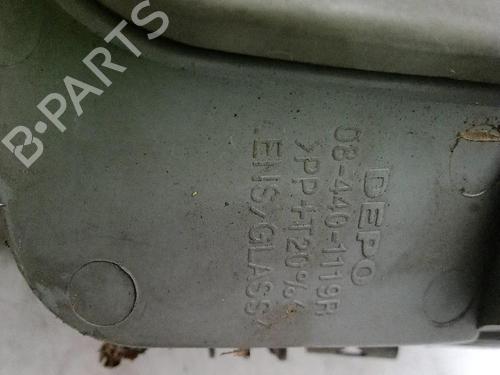 B-PARTS
DEPO
08-440-1119R
>PP+T20%<
LENS>GLASS<